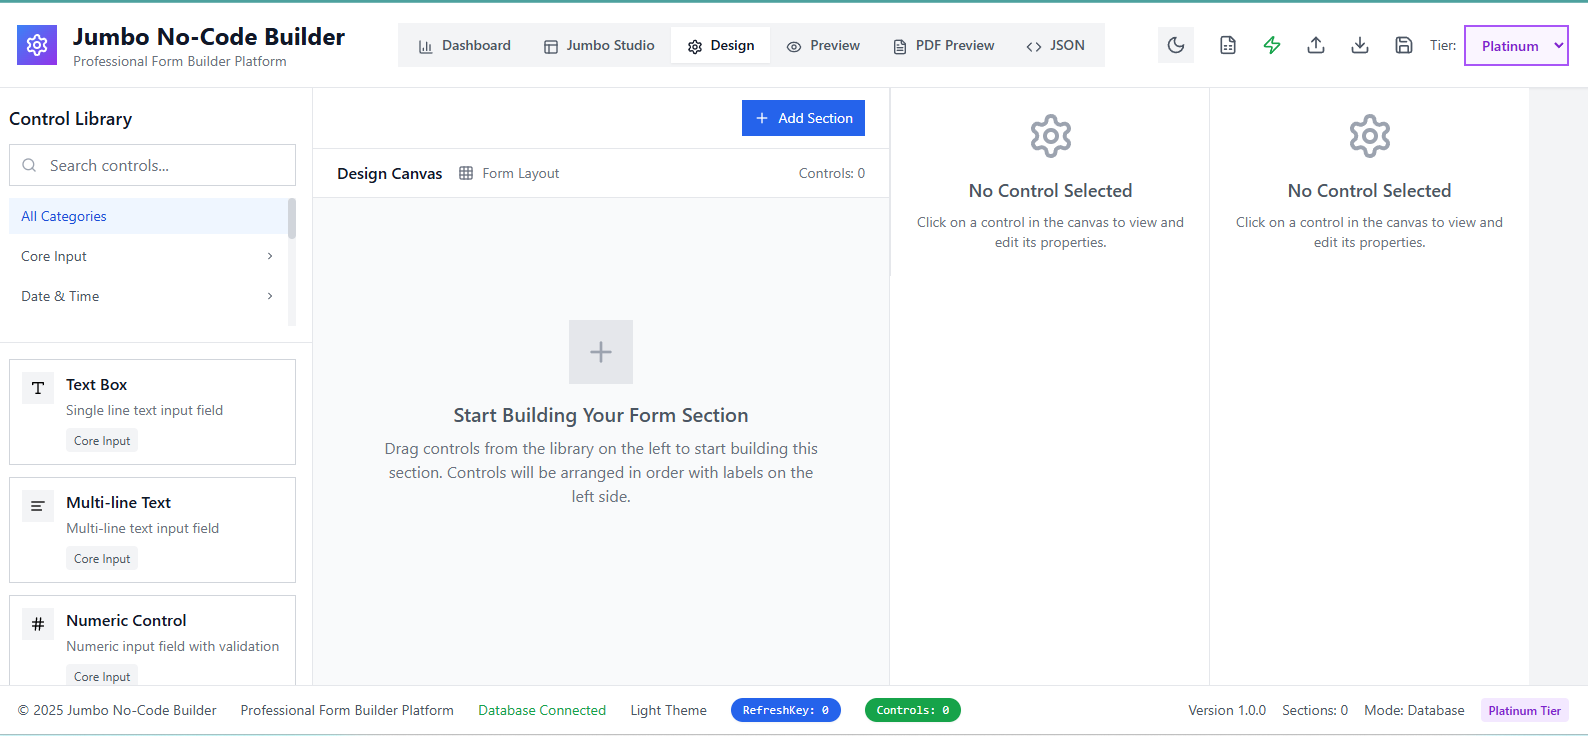 Jumbo No-Code Builder
Professional Form Builder Platform
Dashboard
Jumbo Studio
Design
Preview
PDF Preview
JSON
Tier:
Platinum
Control Library
Search controls...
All Categories
Core Input
Date & Time
Text Box
Single line text input field
Core Input
Multi-line Text
Multi-line text input field
Core Input
Numeric Control
Numeric input field with validation
Core Input
Add Section
Design Canvas
Form Layout
Controls: 0
Start Building Your Form Section
Drag controls from the library on the left to start building this
section. Controls will be arranged in order with labels on the
left side.
No Control Selected
Click on a control in the canvas to view and
edit its properties.
No Control Selected
Click on a control in the canvas to view and
edit its properties.
© 2025 Jumbo No-Code Builder
Professional Form Builder Platform
Database Connected
Light Theme
RefreshKey: 0
Controls: 0
Version 1.0.0
Sections: 0
Mode: Database
Platinum Tier